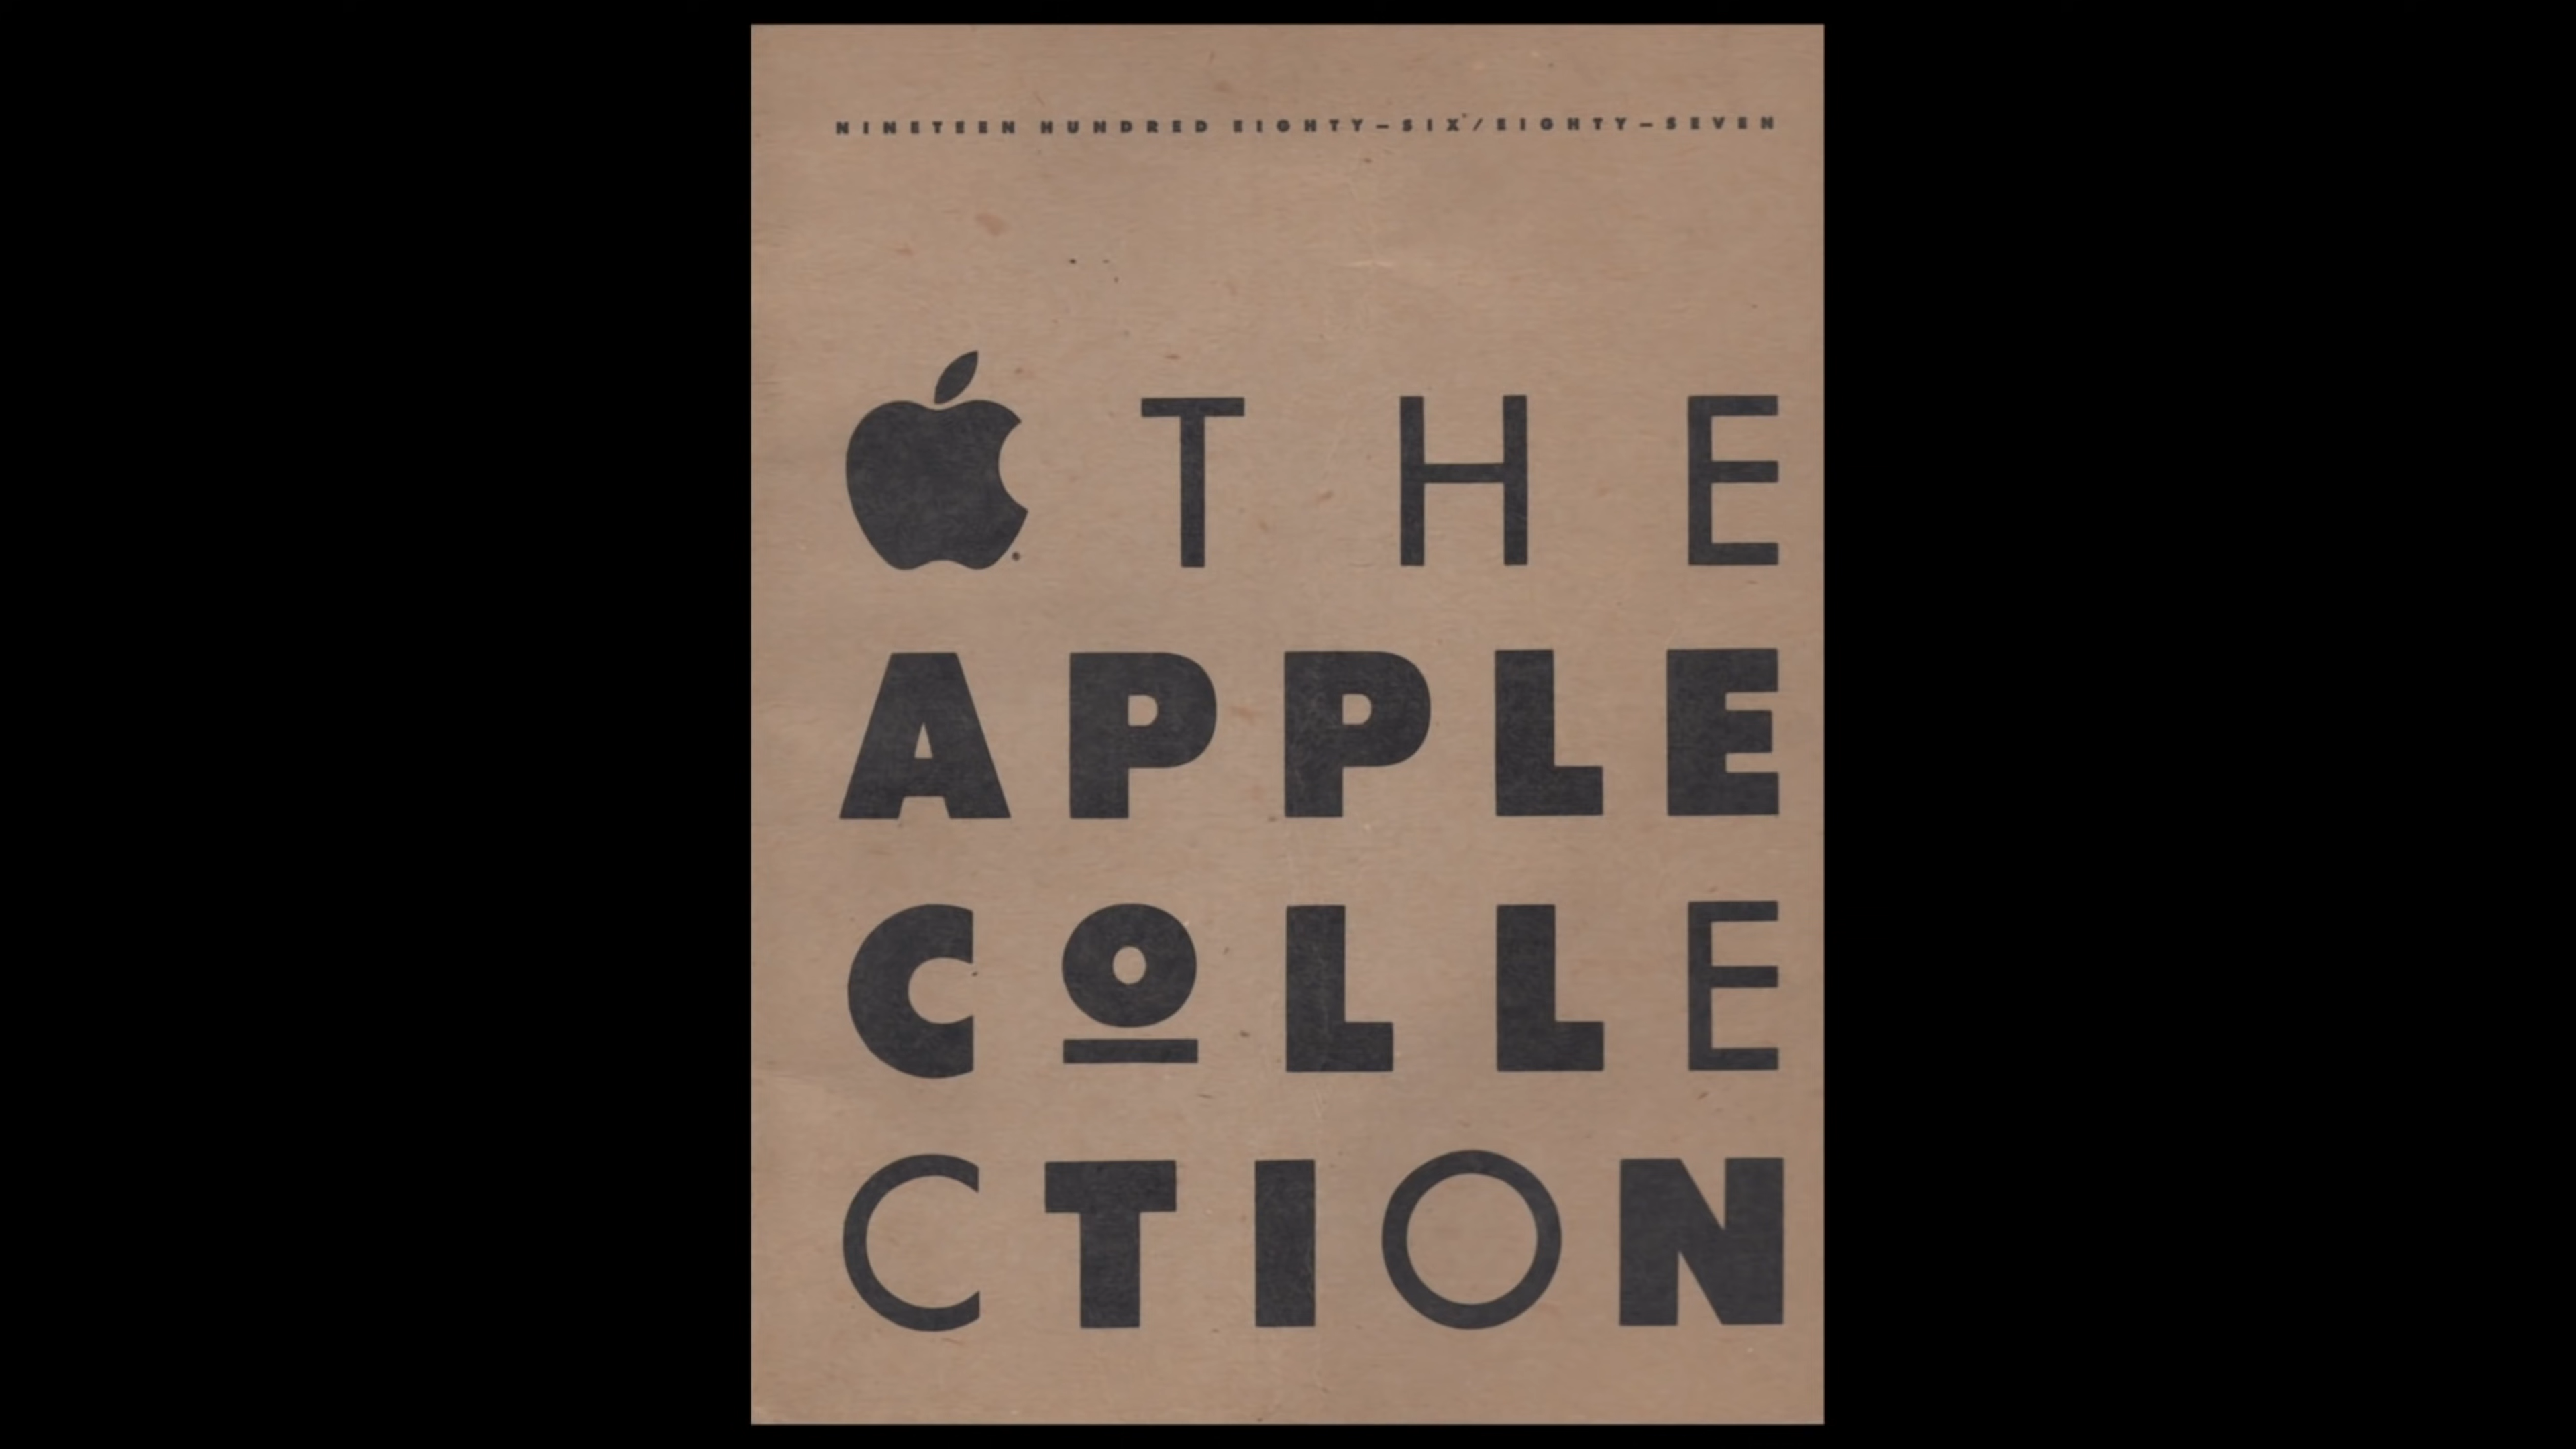 NINETEEN HUNDRED EIGHTY—SIX/EIGHTY—SEVEN
THE
APPLE
COLLE
CTION